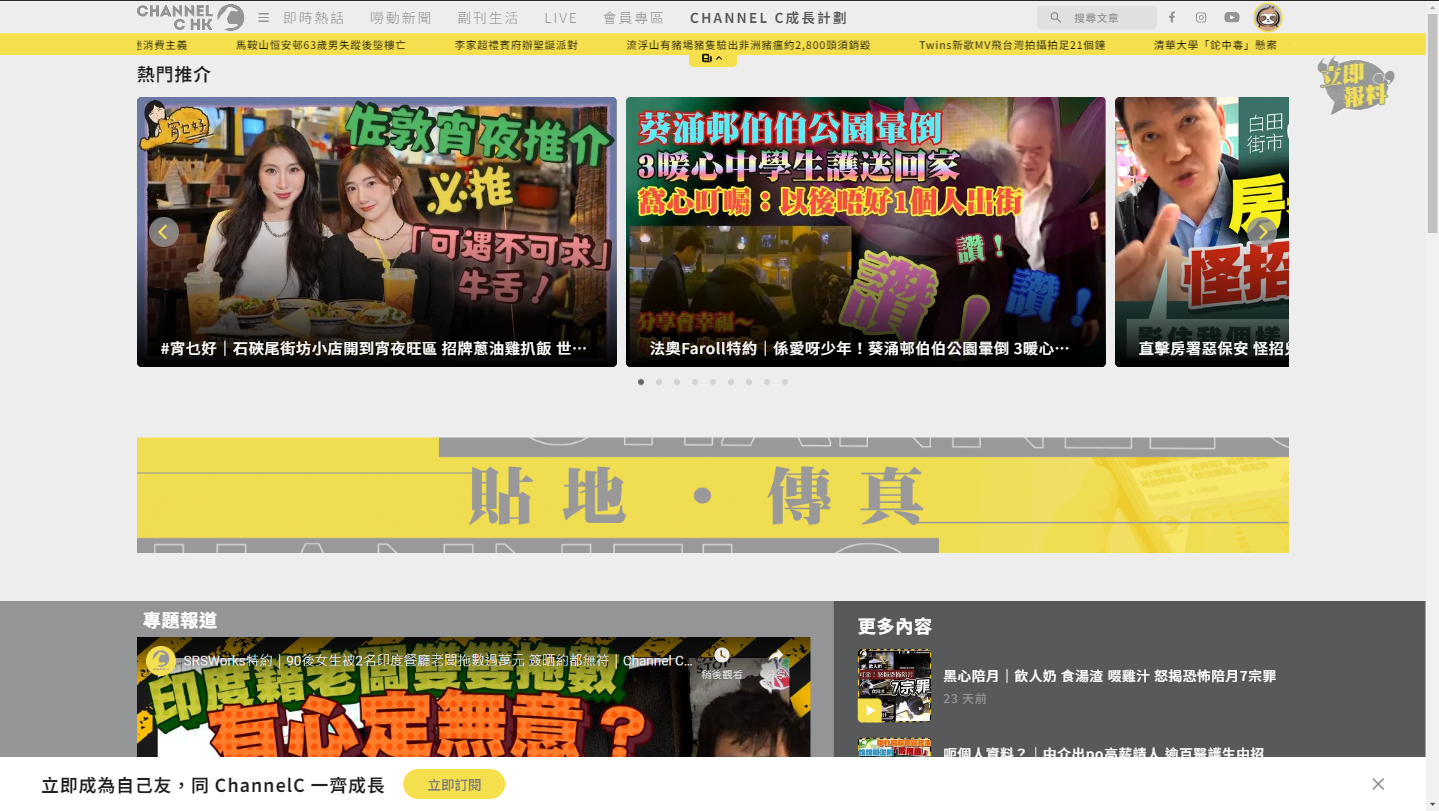 CHANNEL
C HK
即時熱話
嘮動新聞
副刊生活
LIVE
會員專區
CHANNEL C成長計劃
搜尋文章
消費主義
馬鞍山恒安邨63歲男失蹤後墮樓亡
李家超禮賓府辦聖誕派對
流浮山有豬場豬隻驗出非洲豬瘟約2,800頭須銷毀
Twins新歌MV飛台灣拍攝拍足21個鐘
清華大學「鉈中毒」懸案
立即
報料
熱門推介
宵乜好
佐敦宵夜推介
必推
「可遇不可求」
牛舌！
#宵乜好｜石硤尾街坊小店開到宵夜旺區 招牌蔥油雞扒飯 世…
葵涌邨伯伯公園暈倒
3暖心中學生護送回家
窩心叮囑：以後唔好1個人出街
讚！
讚！
讚！
分享會幸福～
法奧Faroll特約｜係愛呀少年！葵涌邨伯伯公園暈倒 3暖心…
白田
街市
房
怪招
影住我個樣
直擊房署惡保安 怪招
貼地・傳真
專題報道
SRSWorks特約｜90後女生被2名印度餐廳老闆拖數過萬元 簽晒約都無符｜Channel C...
稍後觀看
分享
印度藉老闆雙雙拖數
有心定無意？
更多內容
7宗罪
黑心陪月｜飲人奶 食湯渣 啜雞汁 怒揭恐怖陪月7宗罪
23 天前
呃個人資料？｜中介出po高薪請人 逾百醫護生中招
立即成為自己友，同 ChannelC 一齊成長
立即訂閱